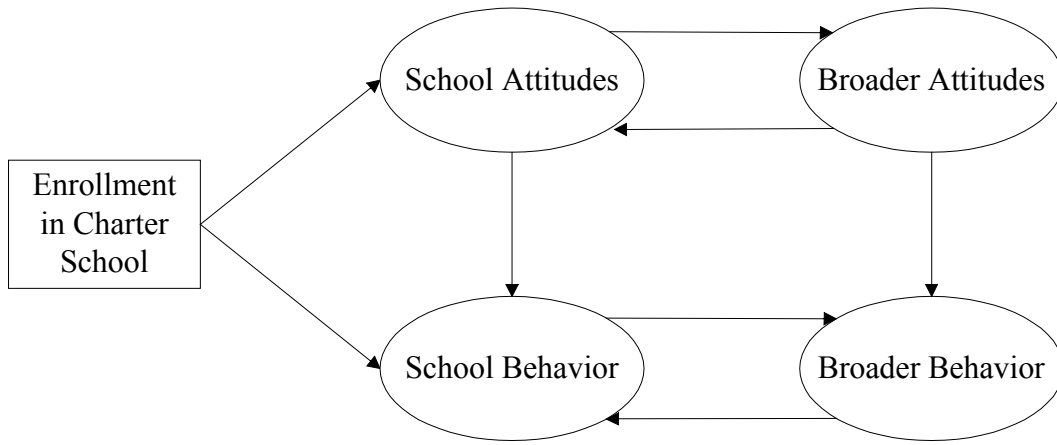 School Attitudes
Broader Attitudes
Enrollment
in Charter
School
School Behavior
Broader Behavior